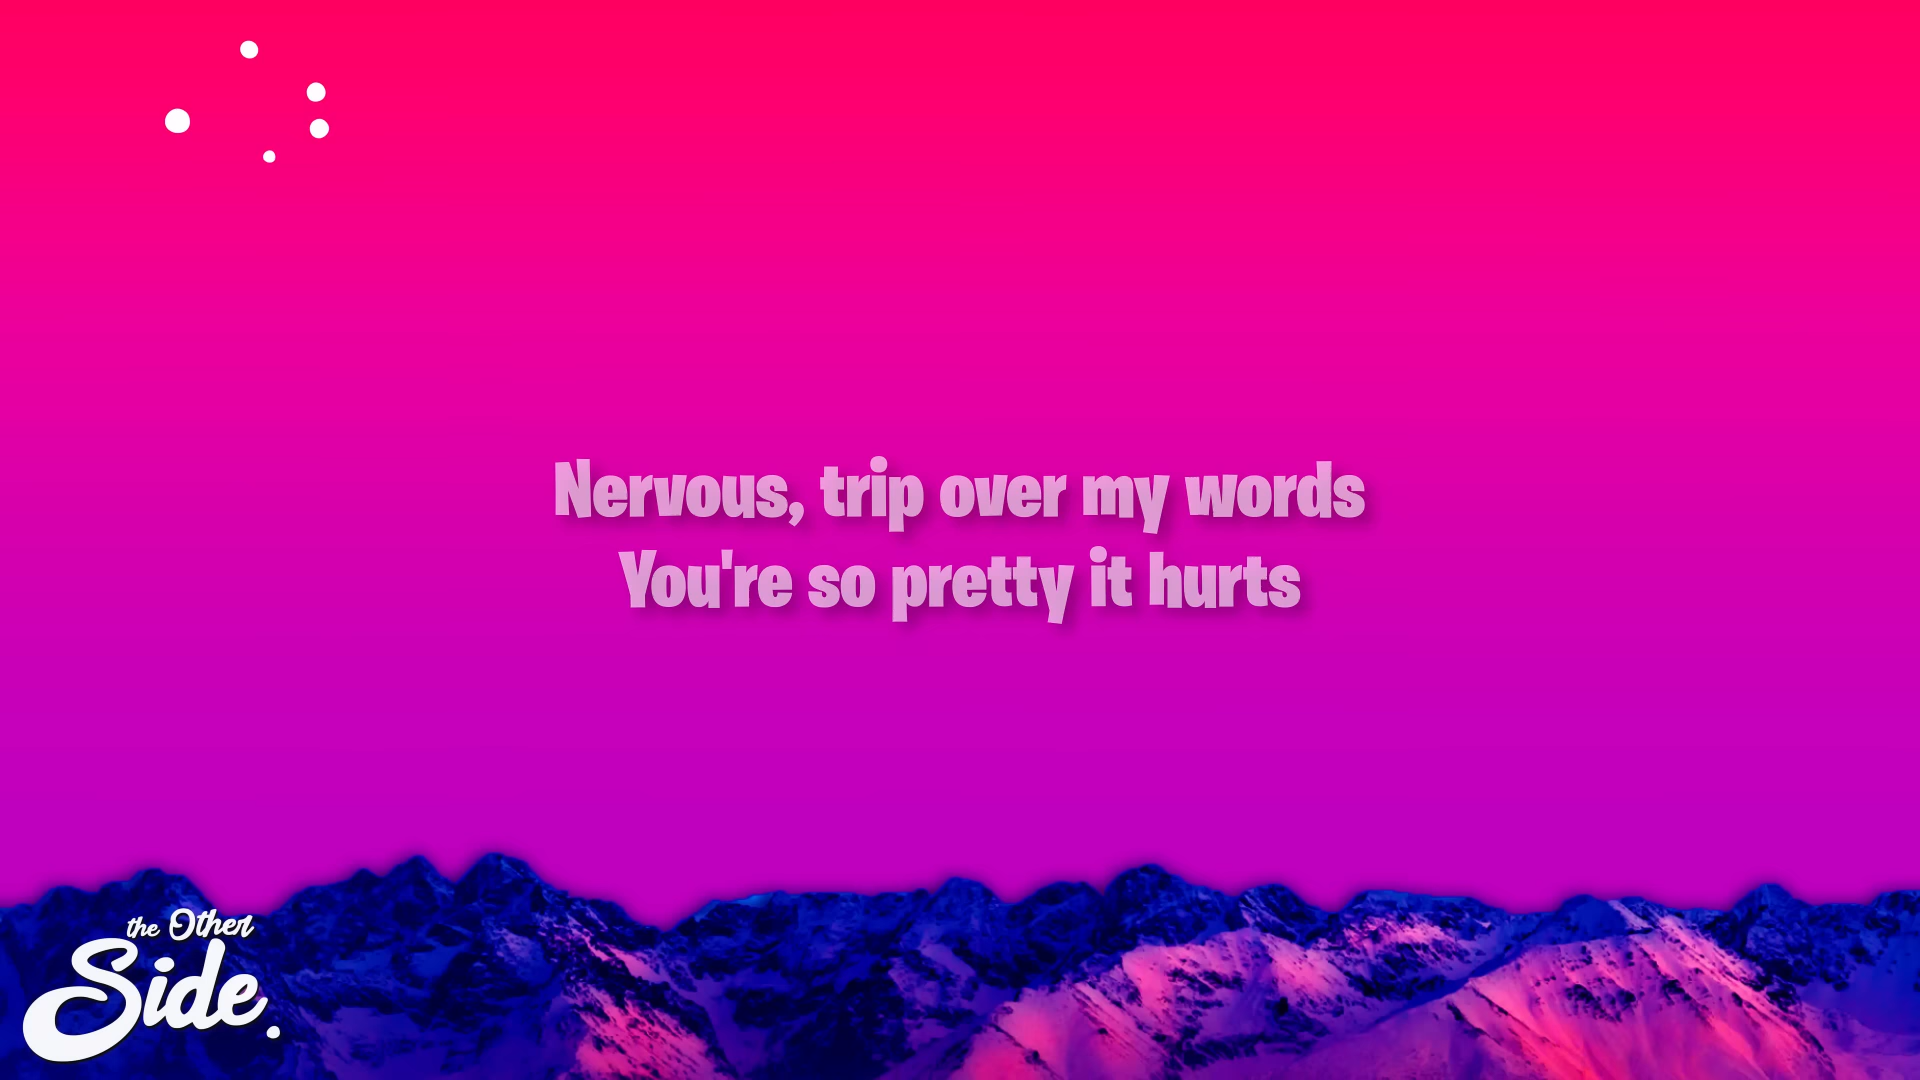 Nervous, trip over my words
You're so pretty it hurts
the Other
Side.